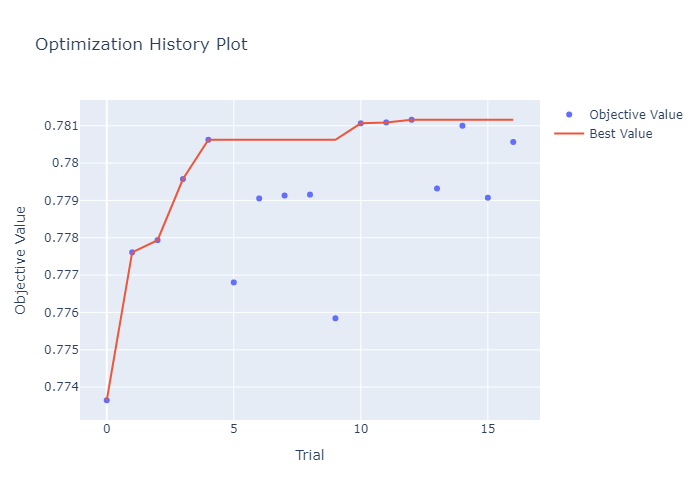 Optimization History Plot
Objective Value
Best Value
0.781
0.78
0.779
0.778
0.777
0.776
0.775
0.774
Objective Value
0
5
10
15
Trial